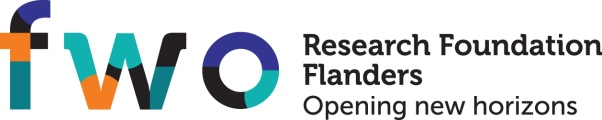 fwo
Research Foundation
Flanders
Opening new horizons